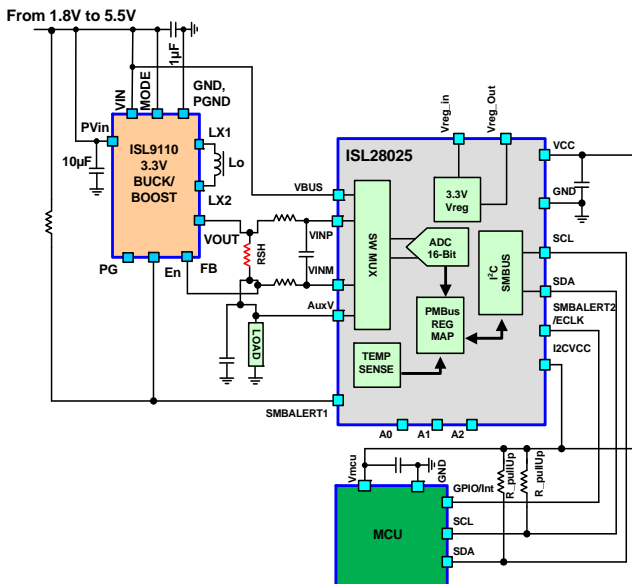 From 1.8V to 5.5V
1µF
GND,
PGND
VIN
MODE
PVin
10µF
ISL9110
3.3V
BUCK/
BOOST
LX1
Lo
LX2
VOUT
PG
En
FB
RSH
LOAD
Vreg_in
Vreg_Out
ISL28025
VBUS
VINP
VINM
AuxV
SMBALERT1
SW MUX
3.3V
Vreg
ADC
16-Bit
I²C
SMBUS
PMBus
REG
MAP
TEMP
SENSE
VCC
GND
SCL
SDA
SMBALERT2
/ECLK
I2CVCC
A0
A1
A2
Vmcu
GND
R_pullUp
R_pullUp
GPIO/Int
MCU
SCL
SDA